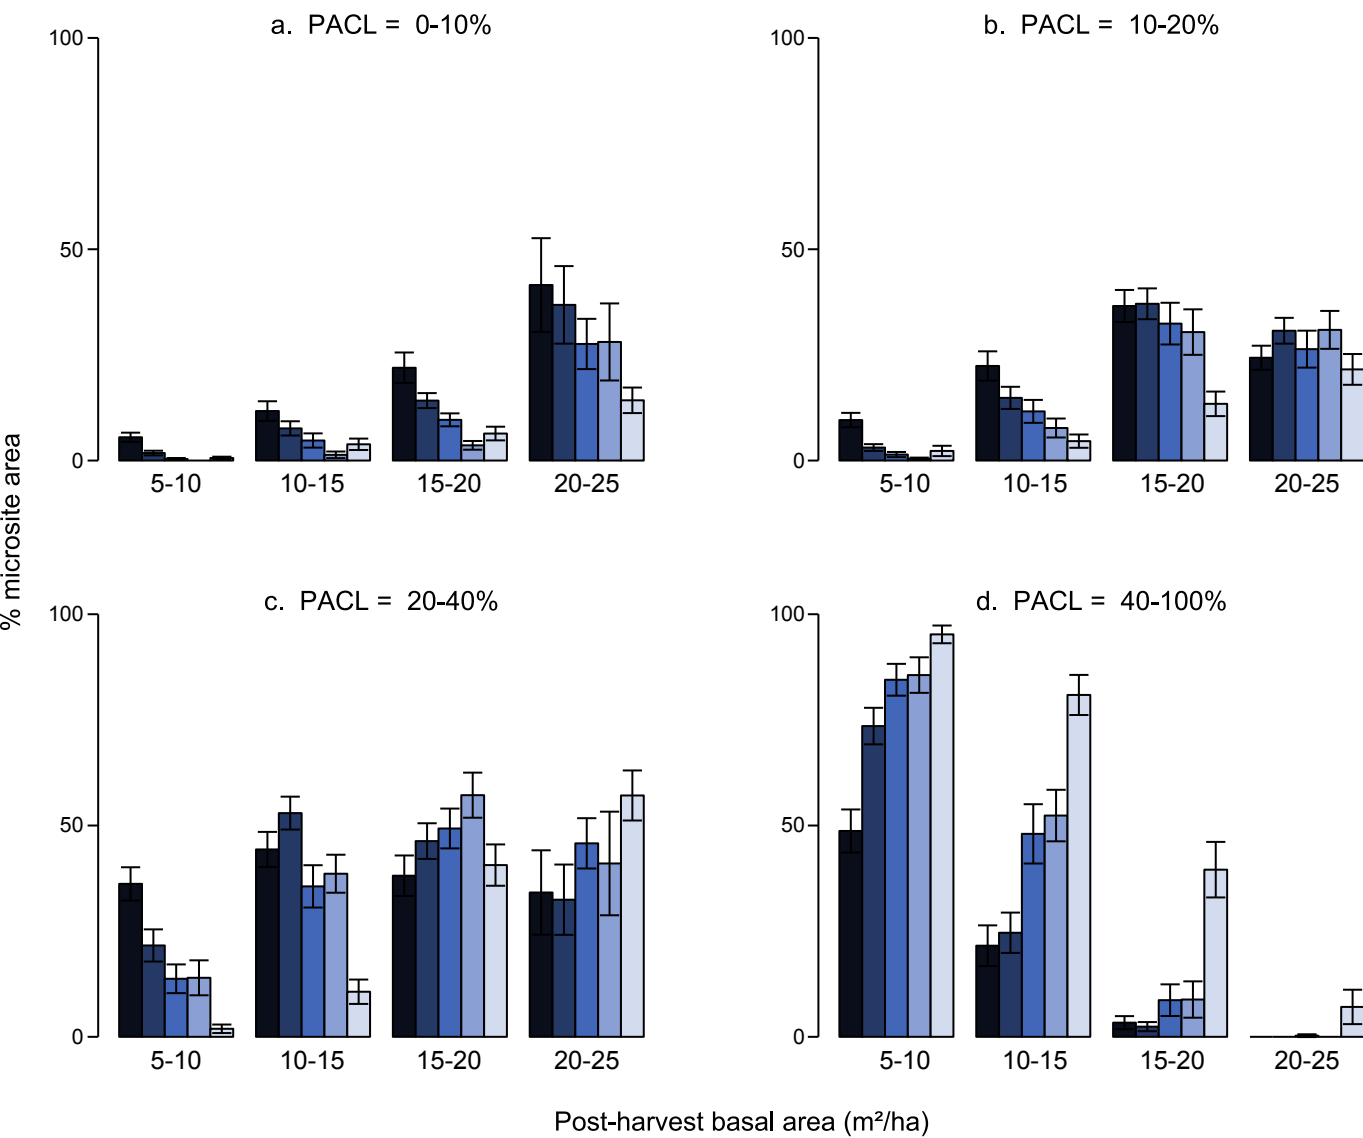 a. PACL = 0-10%
100
50
0
5-10 10-15 15-20 20-25
b. PACL = 10-20%
100
50
0
5-10 10-15 15-20 20-25
% microsite area
c. PACL = 20-40%
100
50
0
5-10 10-15 15-20 20-25
d. PACL = 40-100%
100
50
0
5-10 10-15 15-20 20-25
Post-harvest basal area (m²/ha)